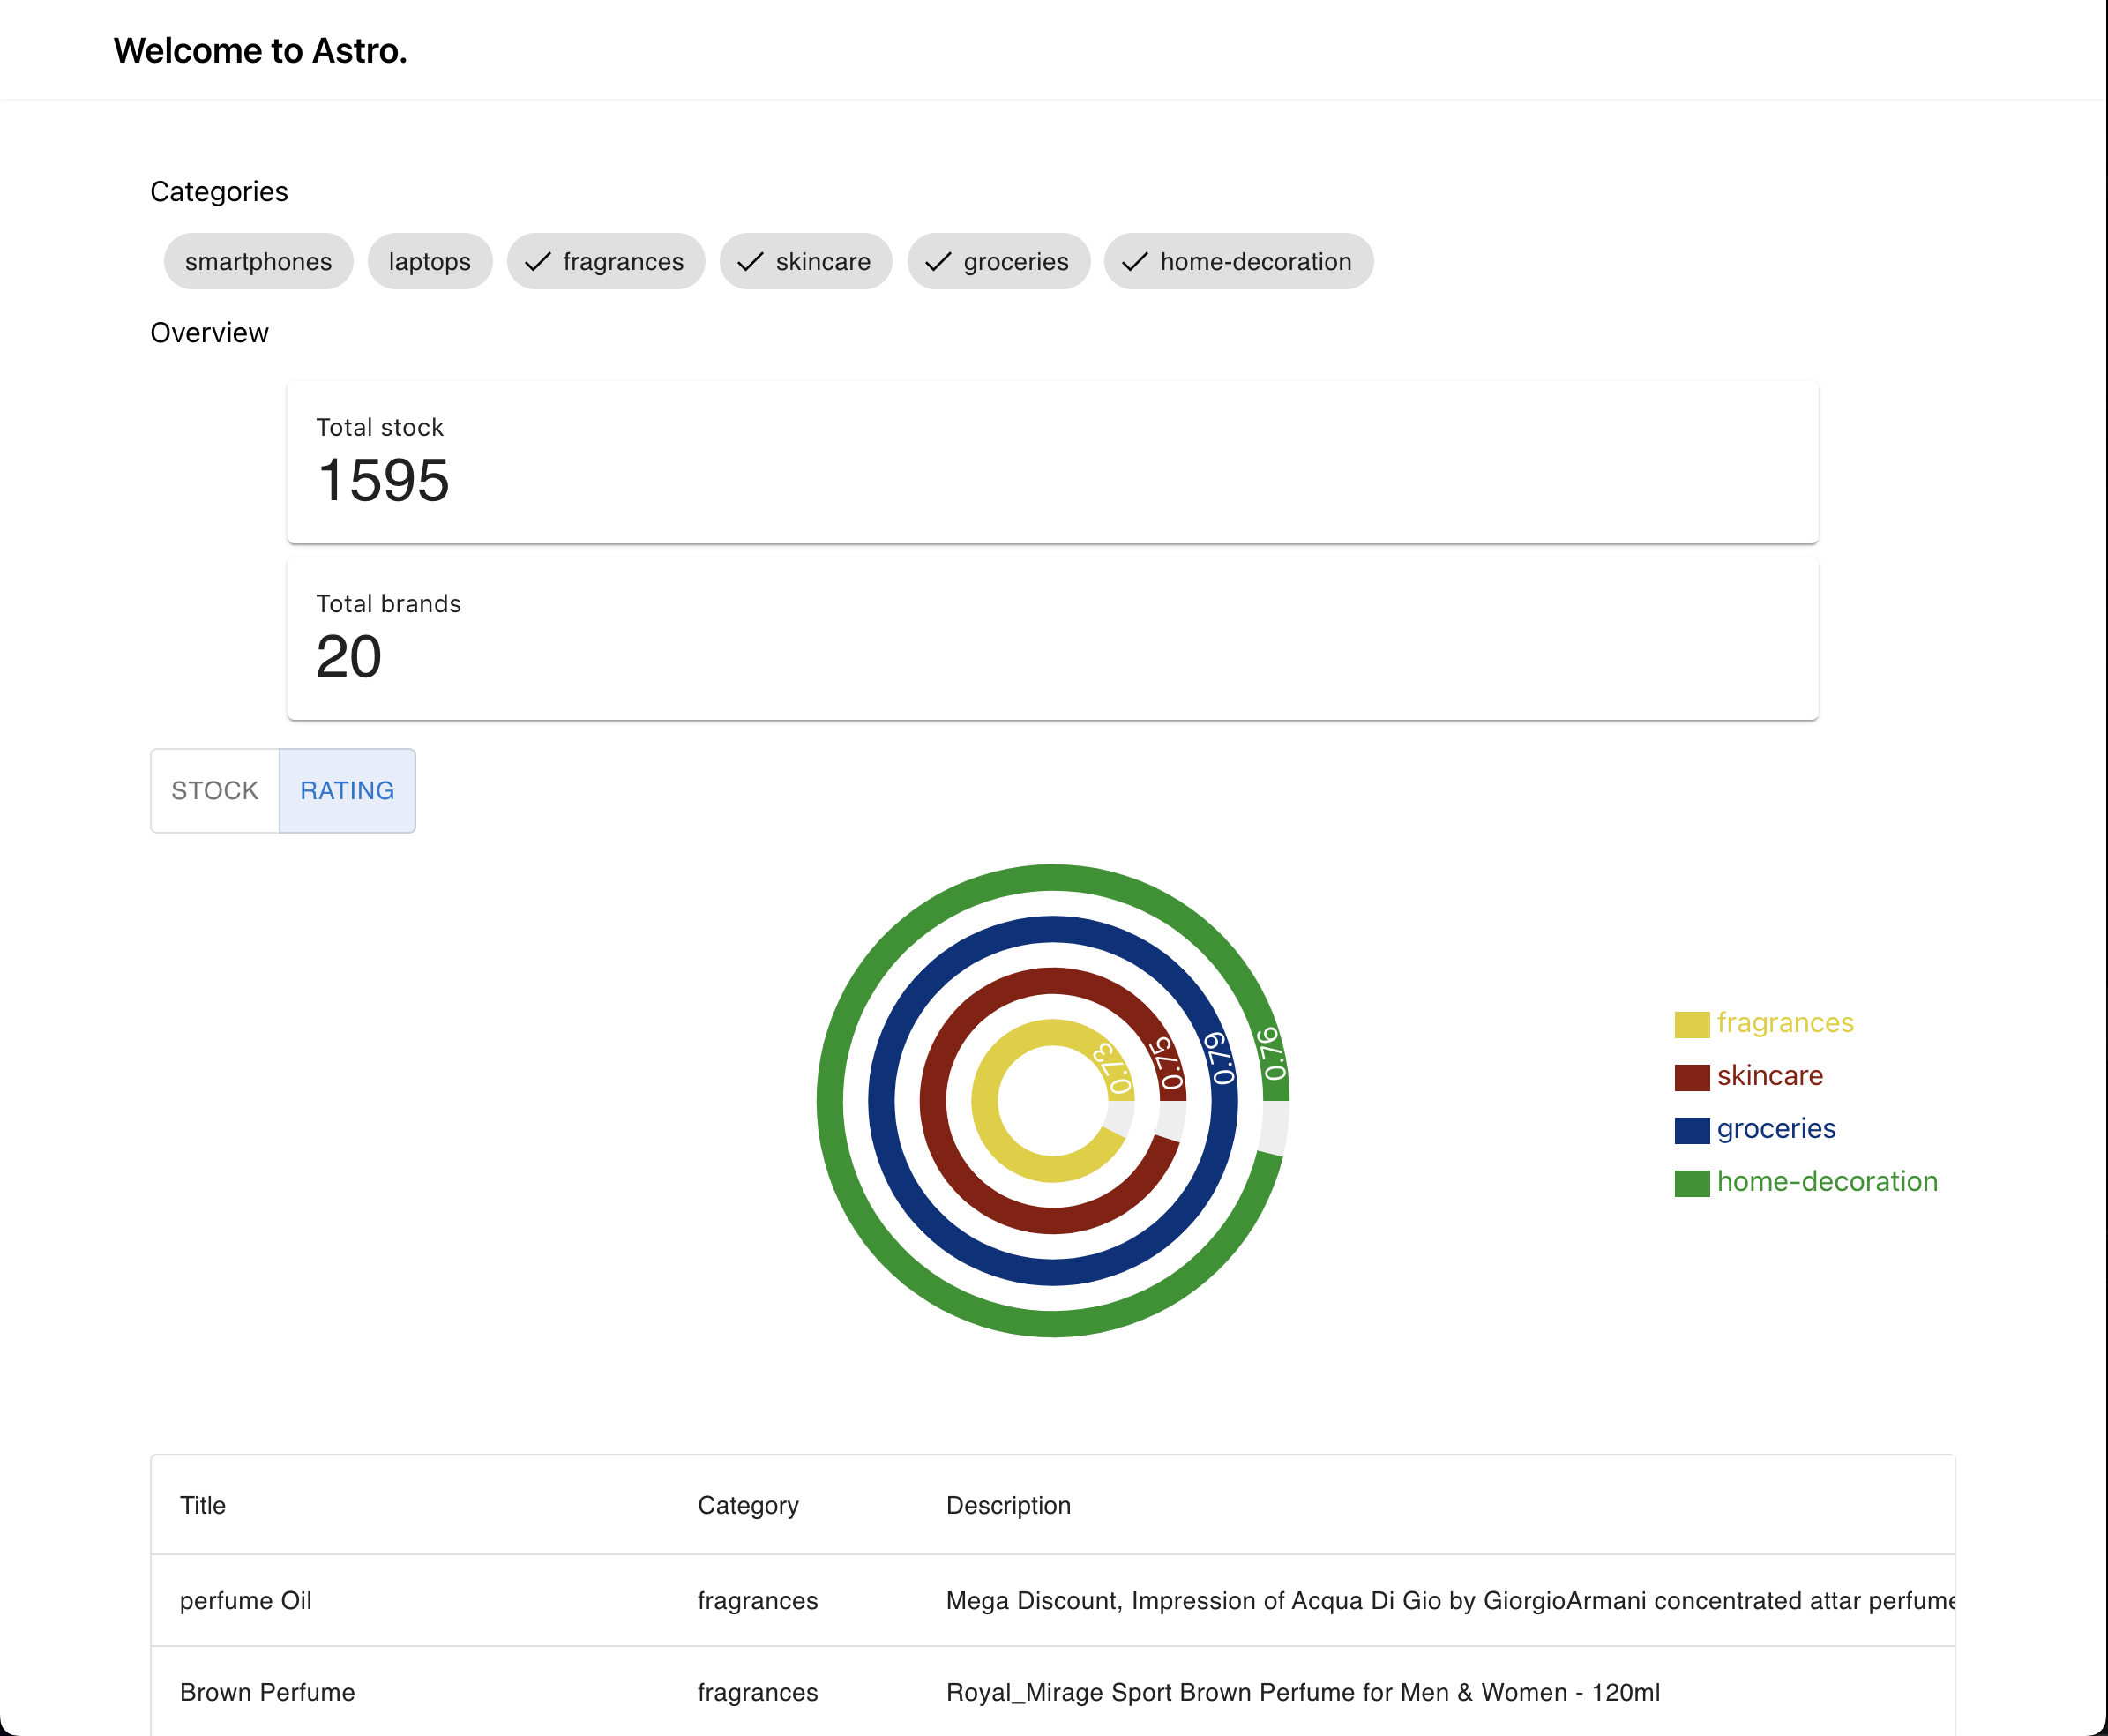 Welcome to Astro.
Categories
smartphones laptops fragrances skincare groceries home-decoration
Overview
Total stock
1595
Total brands
20
STOCK RATING
0.73 0.75 0.79 0.76
fragrances
skincare
groceries
home-decoration
Title Category Description
perfume Oil fragrances Mega Discount, Impression of Acqua Di Gio by GiorgioArmani concentrated attar perfume
Brown Perfume fragrances Royal_Mirage Sport Brown Perfume for Men & Women - 120ml